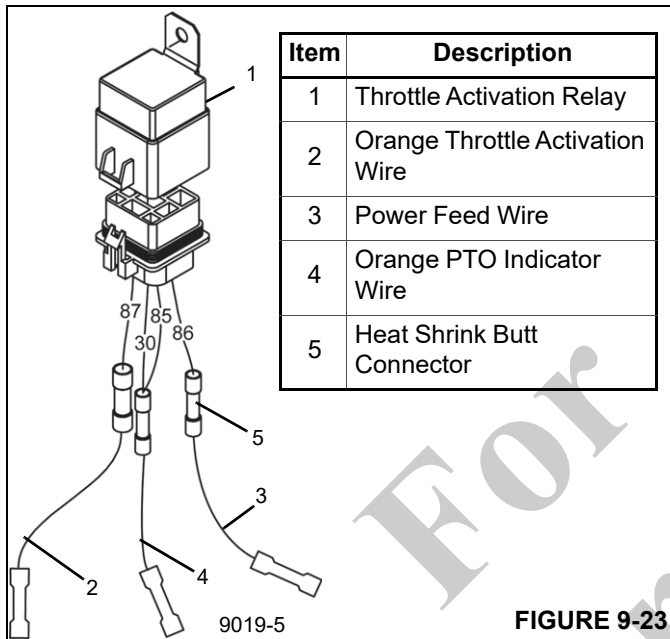 1
87
30
85
86
5
3
2
4
9019-5
Item Description
1 Throttle Activation Relay
2 Orange Throttle Activation
Wire
3 Power Feed Wire
4 Orange PTO Indicator
Wire
5 Heat Shrink Butt
Connector
For
FIGURE 9-23